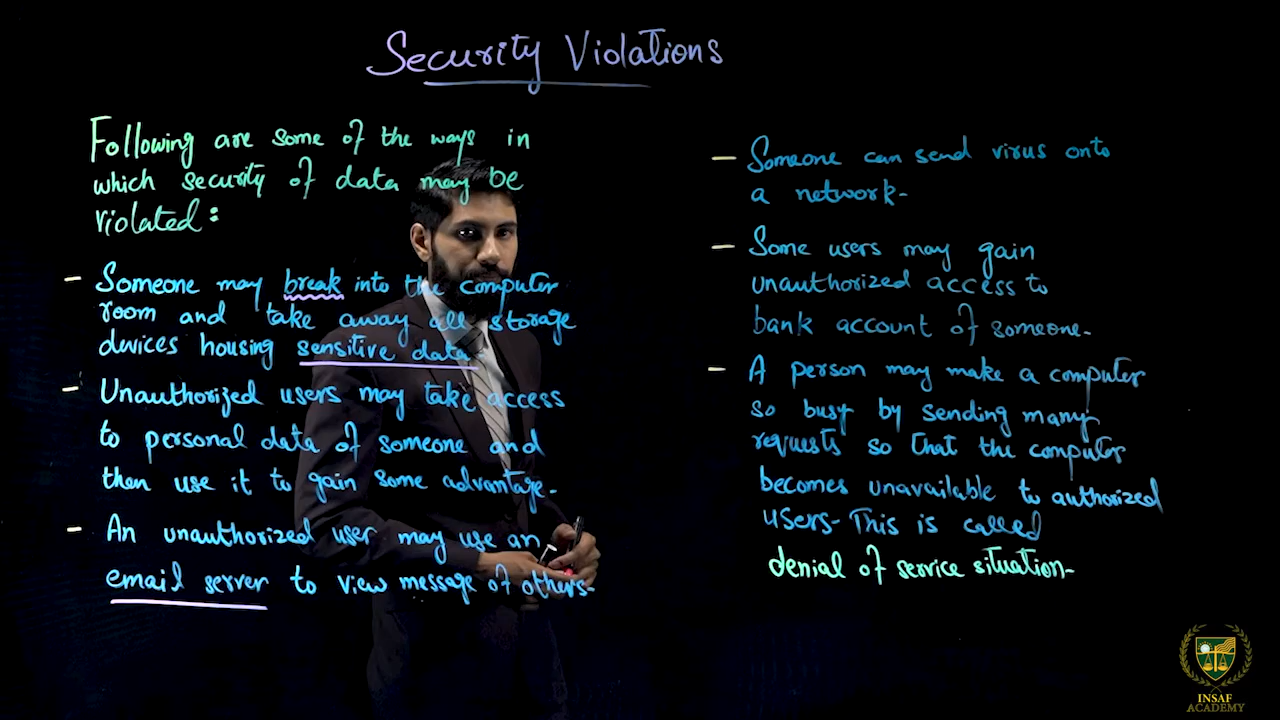 Security Violations
Following are some of the ways in
which security of data may be
violated:
- Someone may break into the computer
room and take away all storage
devices housing sensitive data.
- Unauthorized users may take access
to personal data of someone and
then use it to gain some advantage.
- An unauthorized user may use an
email server to view message of others.
- Someone can send virus onto
a network.
- Some users may gain
unauthorized access to
bank account of someone.
- A person may make a computer
so busy by sending many
requests so that the computer
becomes unavailable to authorized
users. This is called
denial of service situation.
INSAF
ACADEMY